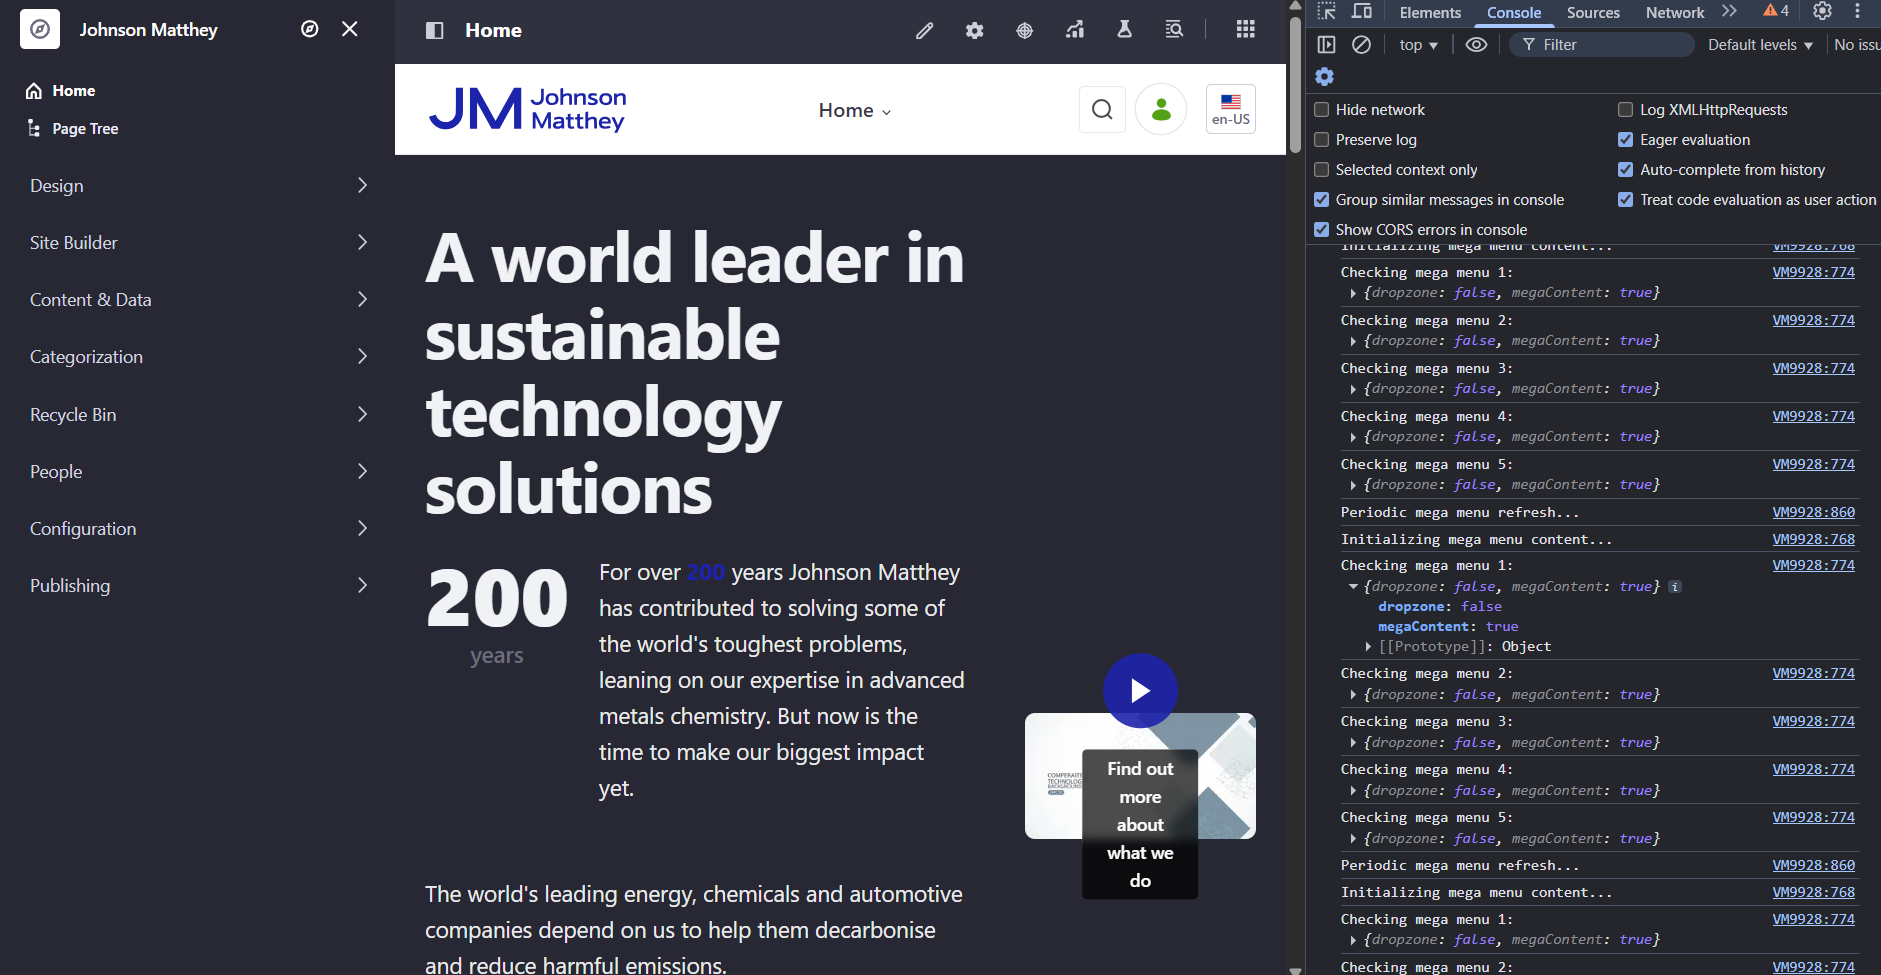 Johnson Matthey
Home
Page Tree
Design
Site Builder
Content & Data
Categorization
Recycle Bin
People
Configuration
Publishing
Home
JM Johnson
Matthey
Home
en-US
A world leader in
sustainable
technology
solutions
200
years
For over 200 years Johnson Matthey
has contributed to solving some of
the world's toughest problems,
leaning on our expertise in advanced
metals chemistry. But now is the
time to make our biggest impact
yet.
TECHNOLOGY
BACKGROUND
Find out
more
about
what we
do
The world's leading energy, chemicals and automotive
companies depend on us to help them decarbonise
and reduce harmful emissions.
Elements Console Sources Network 4
top Filter Default levels No issu
Hide network Log XMLHttpRequests
Preserve log Eager evaluation
Selected context only Auto-complete from history
Group similar messages in console Treat code evaluation as user action
Show CORS errors in console
Initializing mega menu content... VM9928:768
Checking mega menu 1: VM9928:774
{dropzone: false, megaContent: true}
Checking mega menu 2: VM9928:774
{dropzone: false, megaContent: true}
Checking mega menu 3: VM9928:774
{dropzone: false, megaContent: true}
Checking mega menu 4: VM9928:774
{dropzone: false, megaContent: true}
Checking mega menu 5: VM9928:774
{dropzone: false, megaContent: true}
Periodic mega menu refresh... VM9928:860
Initializing mega menu content... VM9928:768
Checking mega menu 1: VM9928:774
{dropzone: false, megaContent: true} i
dropzone: false
megaContent: true
[[Prototype]]: Object
Checking mega menu 2: VM9928:774
{dropzone: false, megaContent: true}
Checking mega menu 3: VM9928:774
{dropzone: false, megaContent: true}
Checking mega menu 4: VM9928:774
{dropzone: false, megaContent: true}
Checking mega menu 5: VM9928:774
{dropzone: false, megaContent: true}
Periodic mega menu refresh... VM9928:860
Initializing mega menu content... VM9928:768
Checking mega menu 1: VM9928:774
{dropzone: false, megaContent: true}
Checking mega menu 2: VM9928:774